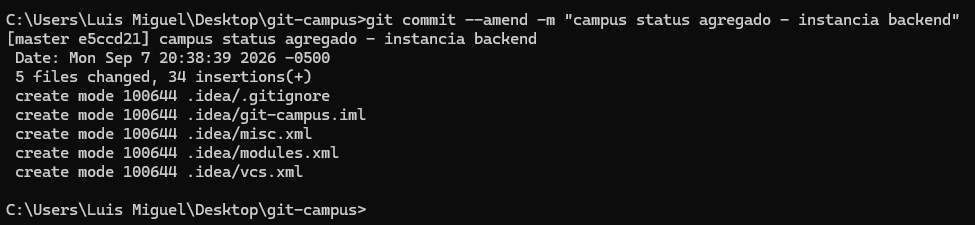 C:\Users\Luis Miguel\Desktop\git-campus>git commit --amend -m "campus status agregado - instancia backend"
[master e5ccd21] campus status agregado - instancia backend
 Date: Mon Sep 7 20:38:39 2026 -0500
 5 files changed, 34 insertions(+)
 create mode 100644 .idea/.gitignore
 create mode 100644 .idea/git-campus.iml
 create mode 100644 .idea/misc.xml
 create mode 100644 .idea/modules.xml
 create mode 100644 .idea/vcs.xml
C:\Users\Luis Miguel\Desktop\git-campus>